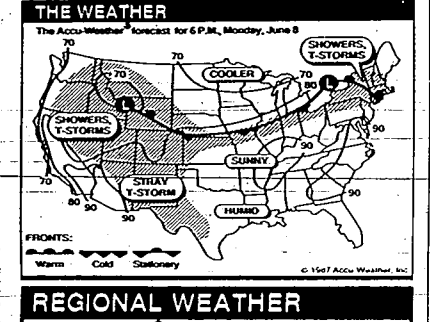 THE WEATHER
The Accu-Weather® forecast for 6 P.M., Monday, June 8
70
70
SHOWERS,
T-STORMS
COOLER
70
70
80
L
L
SHOWERS,
T-STORMS
90
90
SUNNY
70
STRAY
T-STORM
80
90
90
90
HUMID
FRONTS:
Warm
Cold
Stationary
© 1987 Accu Weather, Inc
REGIONAL WEATHER